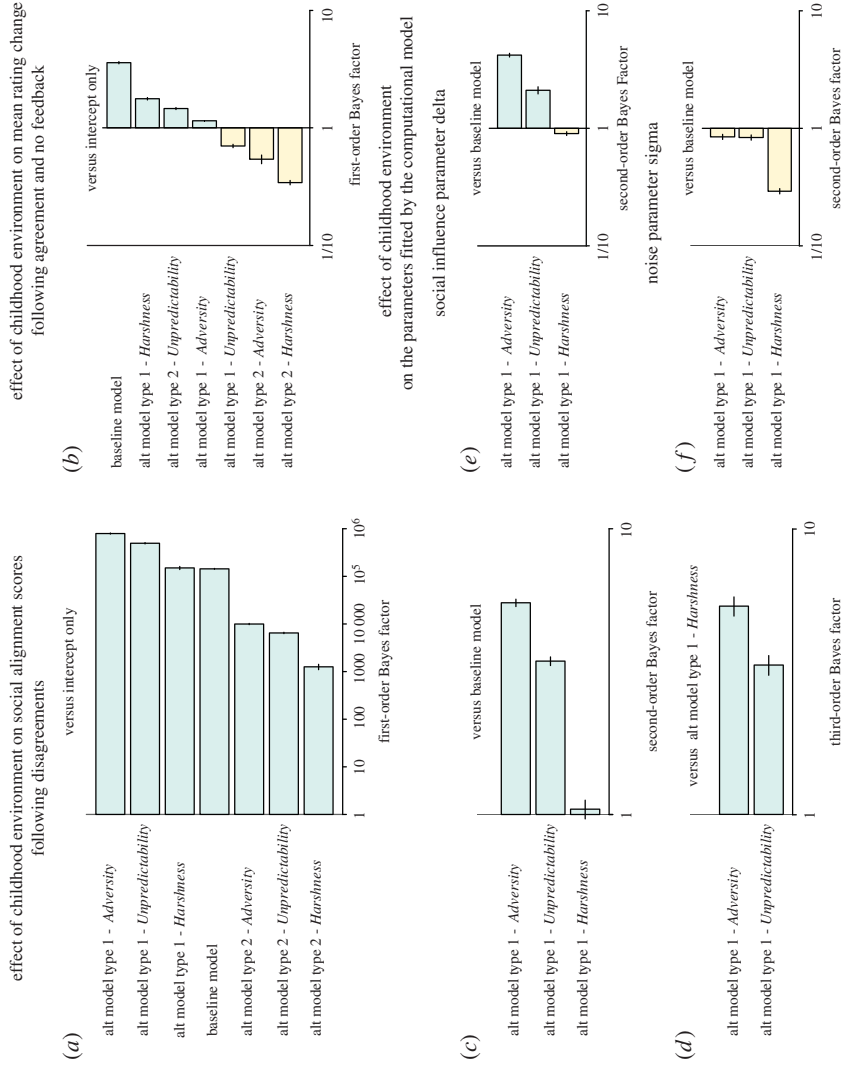 effect of childhood environment on social alignment scores
following disagreements
(a)
versus intercept only
alt model type 1 - Adversity
alt model type 1 - Unpredictability
alt model type 1 - Harshness
baseline model
alt model type 2 - Adversity
alt model type 2 - Unpredictability
alt model type 2 - Harshness
1 10 100 1000 10 000 10⁵ 10⁶
first-order Bayes factor
effect of childhood environment on mean rating change
following agreement and no feedback
(b)
versus intercept only
baseline model
alt model type 1 - Harshness
alt model type 2 - Unpredictability
alt model type 1 - Adversity
alt model type 1 - Unpredictability
alt model type 2 - Adversity
alt model type 2 - Harshness
1/10 1 10
first-order Bayes factor
(c)
versus baseline model
alt model type 1 - Adversity
alt model type 1 - Unpredictability
alt model type 1 - Harshness
1 10
second-order Bayes factor
(d)
versus alt model type 1 - Harshness
alt model type 1 - Adversity
alt model type 1 - Unpredictability
1 10
third-order Bayes factor
effect of childhood environment
on the parameters fitted by the computational model
social influence parameter delta
(e)
versus baseline model
alt model type 1 - Adversity
alt model type 1 - Unpredictability
alt model type 1 - Harshness
1/10 1 10
second-order Bayes Factor
noise parameter sigma
(f)
versus baseline model
alt model type 1 - Adversity
alt model type 1 - Unpredictability
alt model type 1 - Harshness
1/10 1 10
second-order Bayes factor